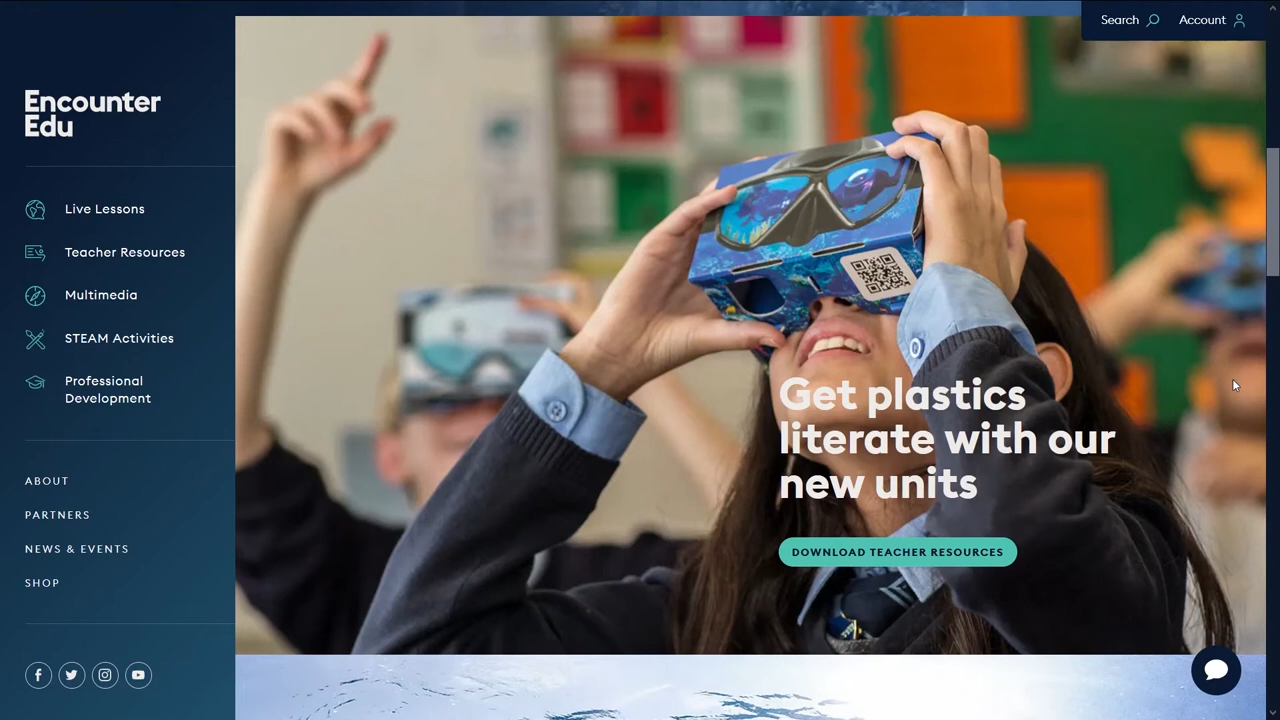 Search
Account
Encounter
Edu
Live Lessons
Teacher Resources
Multimedia
STEAM Activities
Professional
Development
ABOUT
PARTNERS
NEWS & EVENTS
SHOP
Get plastics
literate with our
new units
DOWNLOAD TEACHER RESOURCES